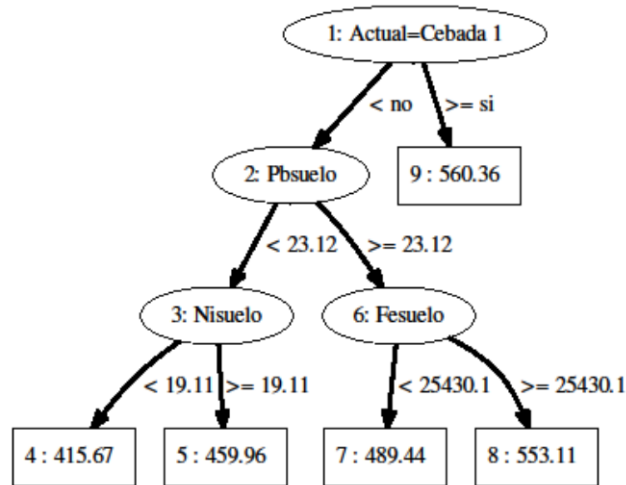 1: Actual=Cebada 1
< no
>= si
2: Pbsuelo
9 : 560.36
< 23.12
>= 23.12
3: Nisuelo
6: Fesuelo
< 19.11
>= 19.11
< 25430.1
>= 25430.1
4 : 415.67
5 : 459.96
7 : 489.44
8 : 553.11